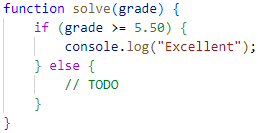 function solve(grade) {
    if (grade >= 5.50) {
        console.log("Excellent");
    } else {
        // TODO
    }
}